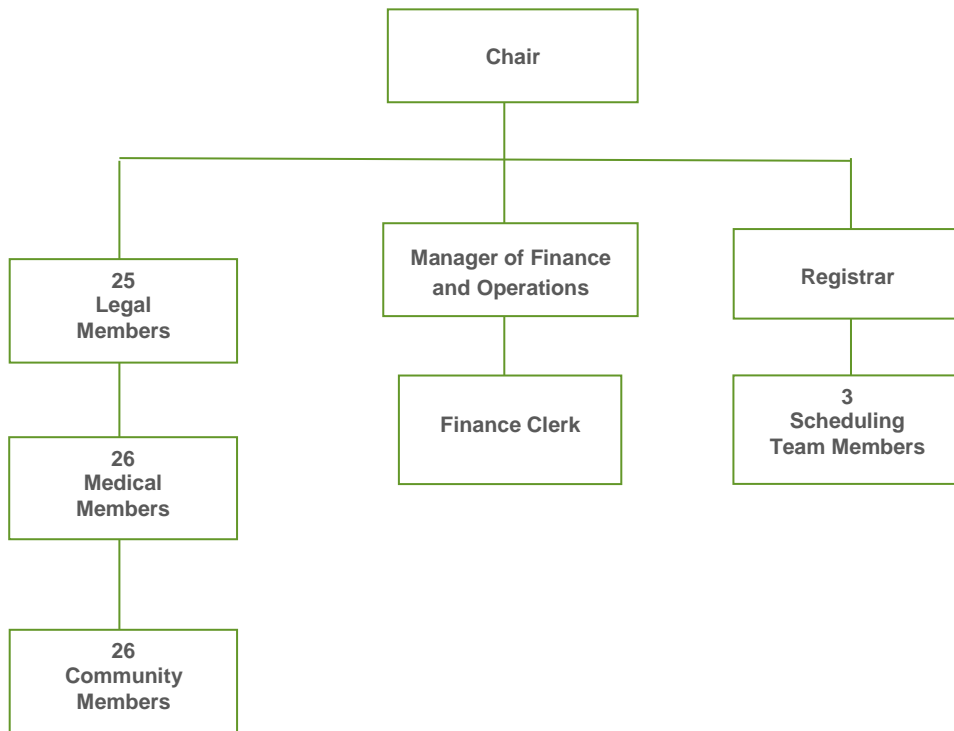 Chair
Manager of Finance
and Operations
Registrar
25
Legal
Members
Finance Clerk
3
Scheduling
Team Members
26
Medical
Members
26
Community
Members